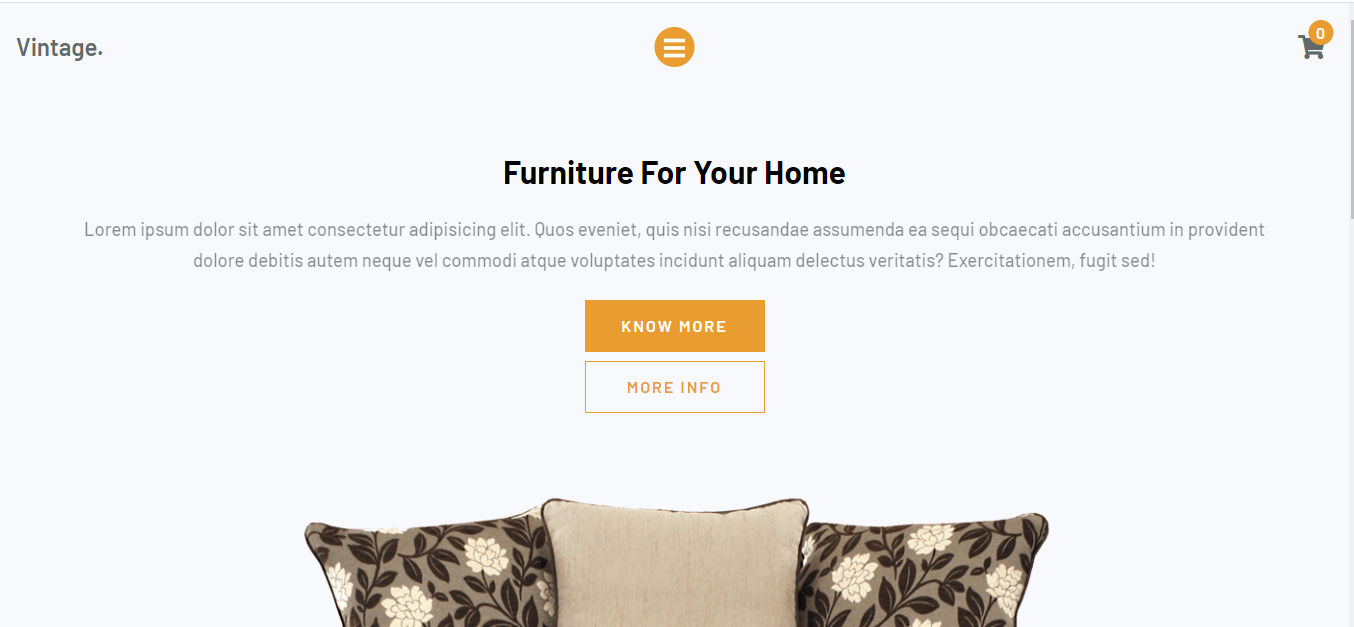 Vintage.
0
Furniture For Your Home
Lorem ipsum dolor sit amet consectetur adipisicing elit. Quos eveniet, quis nisi recusandae assumenda ea sequi obcaecati accusantium in provident
dolore debitis autem neque vel commodi atque voluptates incidunt aliquam delectus veritatis? Exercitationem, fugit sed!
KNOW MORE
MORE INFO